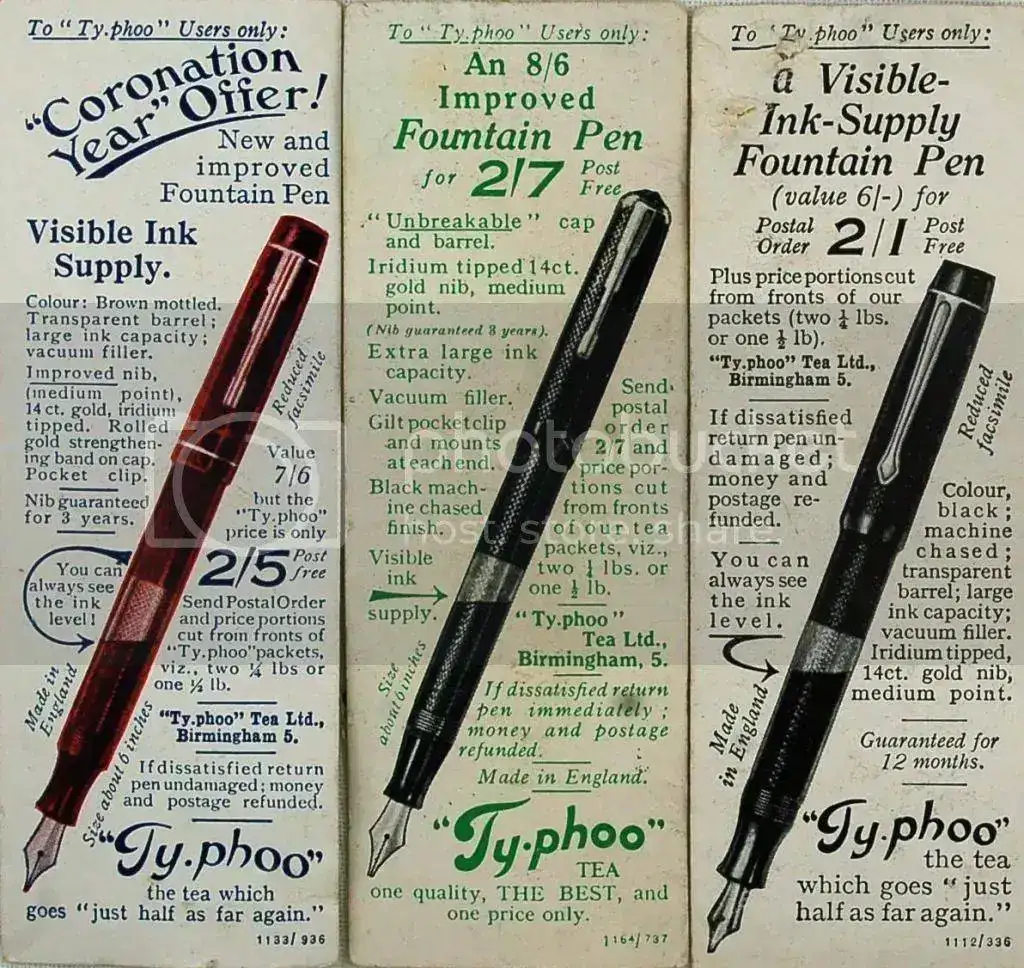 To "Ty.phoo" Users only:
"Coronation
Year" Offer!
New and
improved
Fountain Pen
Visible Ink
Supply.
Colour: Brown mottled.
Transparent barrel;
large ink capacity;
vacuum filler.
Improved nib,
(medium point),
14 ct. gold, iridium
tipped. Rolled
gold strengthen-
ing band on cap.
Pocket clip.
Nib guaranteed
for 3 years.
Reduced
facsimile
Value
7/6
but the
"Ty.phoo"
price is only
2/5 Post
free
You can
always see
the ink
level!
Send Postal Order
and price portions
cut from fronts of
"Ty.phoo" packets,
viz., two ¼ lbs or
one ½ lb.
Made in
England
Size about 6 inches
"Ty.phoo" Tea Ltd.,
Birmingham 5.
If dissatisfied return
pen undamaged; money
and postage refunded.
"Ty.phoo"
the tea which
goes "just half as far again."
1133/936
To "Ty.phoo" Users only:
An 8/6
Improved
Fountain Pen
for 2/7 Post
Free
"Unbreakable" cap
and barrel.
Iridium tipped 14ct.
gold nib, medium
point.
(Nib guaranteed 3 years).
Extra large ink
capacity.
Vacuum filler.
Gilt pocket clip
and mounts
at each end.
Black mach-
ine chased
finish.
Visible
ink
supply.
Send
postal
order
2/7 and
price por-
tions cut
from fronts
of our tea
packets, viz.,
two ¼ lbs. or
one ½ lb.
"Ty.phoo"
Tea Ltd.,
Birmingham, 5.
Size
about 6 inches
If dissatisfied return
pen immediately;
money and postage
refunded.
Made in England.
"Ty.phoo"
TEA
one quality, THE BEST, and
one price only.
1164/737
To "Ty.phoo" Users only:
a Visible-
Ink-Supply
Fountain Pen
(value 6/-) for
Postal
Order 2/1 Post
Free
Plus price portions cut
from fronts of our
packets (two ¼ lbs.
or one ½ lb).
"Ty.phoo" Tea Ltd.,
Birmingham 5.
Reduced
facsimile
If dissatisfied
return pen un-
damaged;
money and
postage re-
funded.
You can
always see
the ink
level.
Colour,
black;
machine
chased;
transparent
barrel; large
ink capacity;
vacuum filler.
Iridium tipped,
14ct. gold nib,
medium point.
Made
in England
Guaranteed for
12 months.
"Ty.phoo"
the tea
which goes "just
half as far again."
1112/336
photobucket
host. store. share.